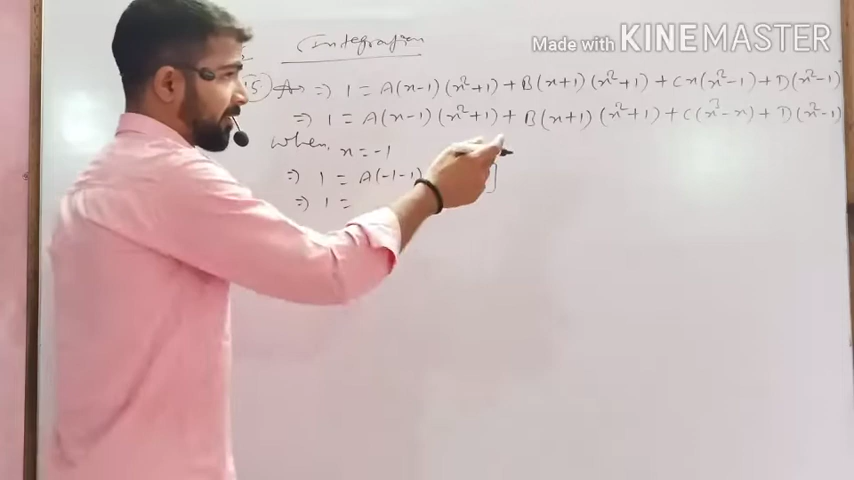 Made with KINEMASTER
Integration
(5) A → ⇒ 1 = A(x-1)(x²+1) + B(x+1)(x²+1) + Cx(x²-1) + D(x²-1)
⇒ 1 = A(x-1)(x²+1) + B(x+1)(x²+1) + C(x³-x) + D(x²-1)
when, x = -1
⇒ 1 = A(-1-1) ]
⇒ 1 =